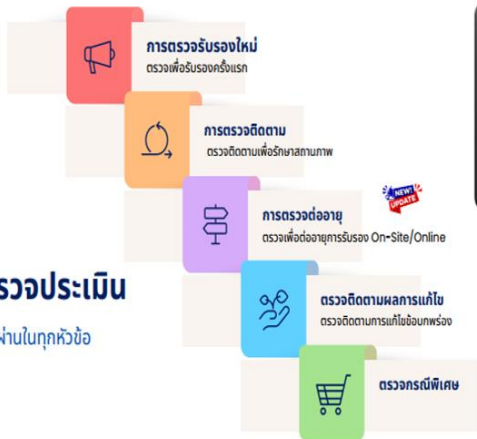 การตรวจรับรองใหม่
ตรวจเพื่อรับรองครั้งแรก
การตรวจติดตาม
ตรวจติดตามเพื่อรักษาสถานภาพ
NEW!
UPDATE
การตรวจต่ออายุ
ตรวจเพื่อต่ออายุการรับรอง On-Site/Online
รวจประเมิน
ผ่านในทุกหัวข้อ
ตรวจติดตามผลการแก้ไข
ตรวจติดตามการแก้ไขข้อบกพร่อง
ตรวจกรณีพิเศษ